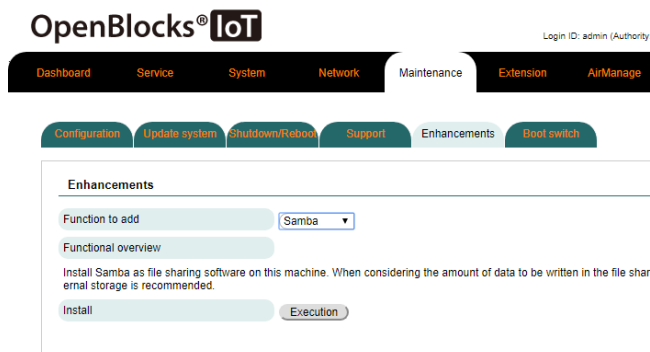 OpenBlocks® IoT
Login ID: admin (Authority
Dashboard Service System Network Maintenance Extension AirManage
Configuration Update system Shutdown/Reboot Support Enhancements Boot switch
Enhancements
Function to add Samba
Functional overview
Install Samba as file sharing software on this machine. When considering the amount of data to be written in the file shar
ernal storage is recommended.
Install Execution